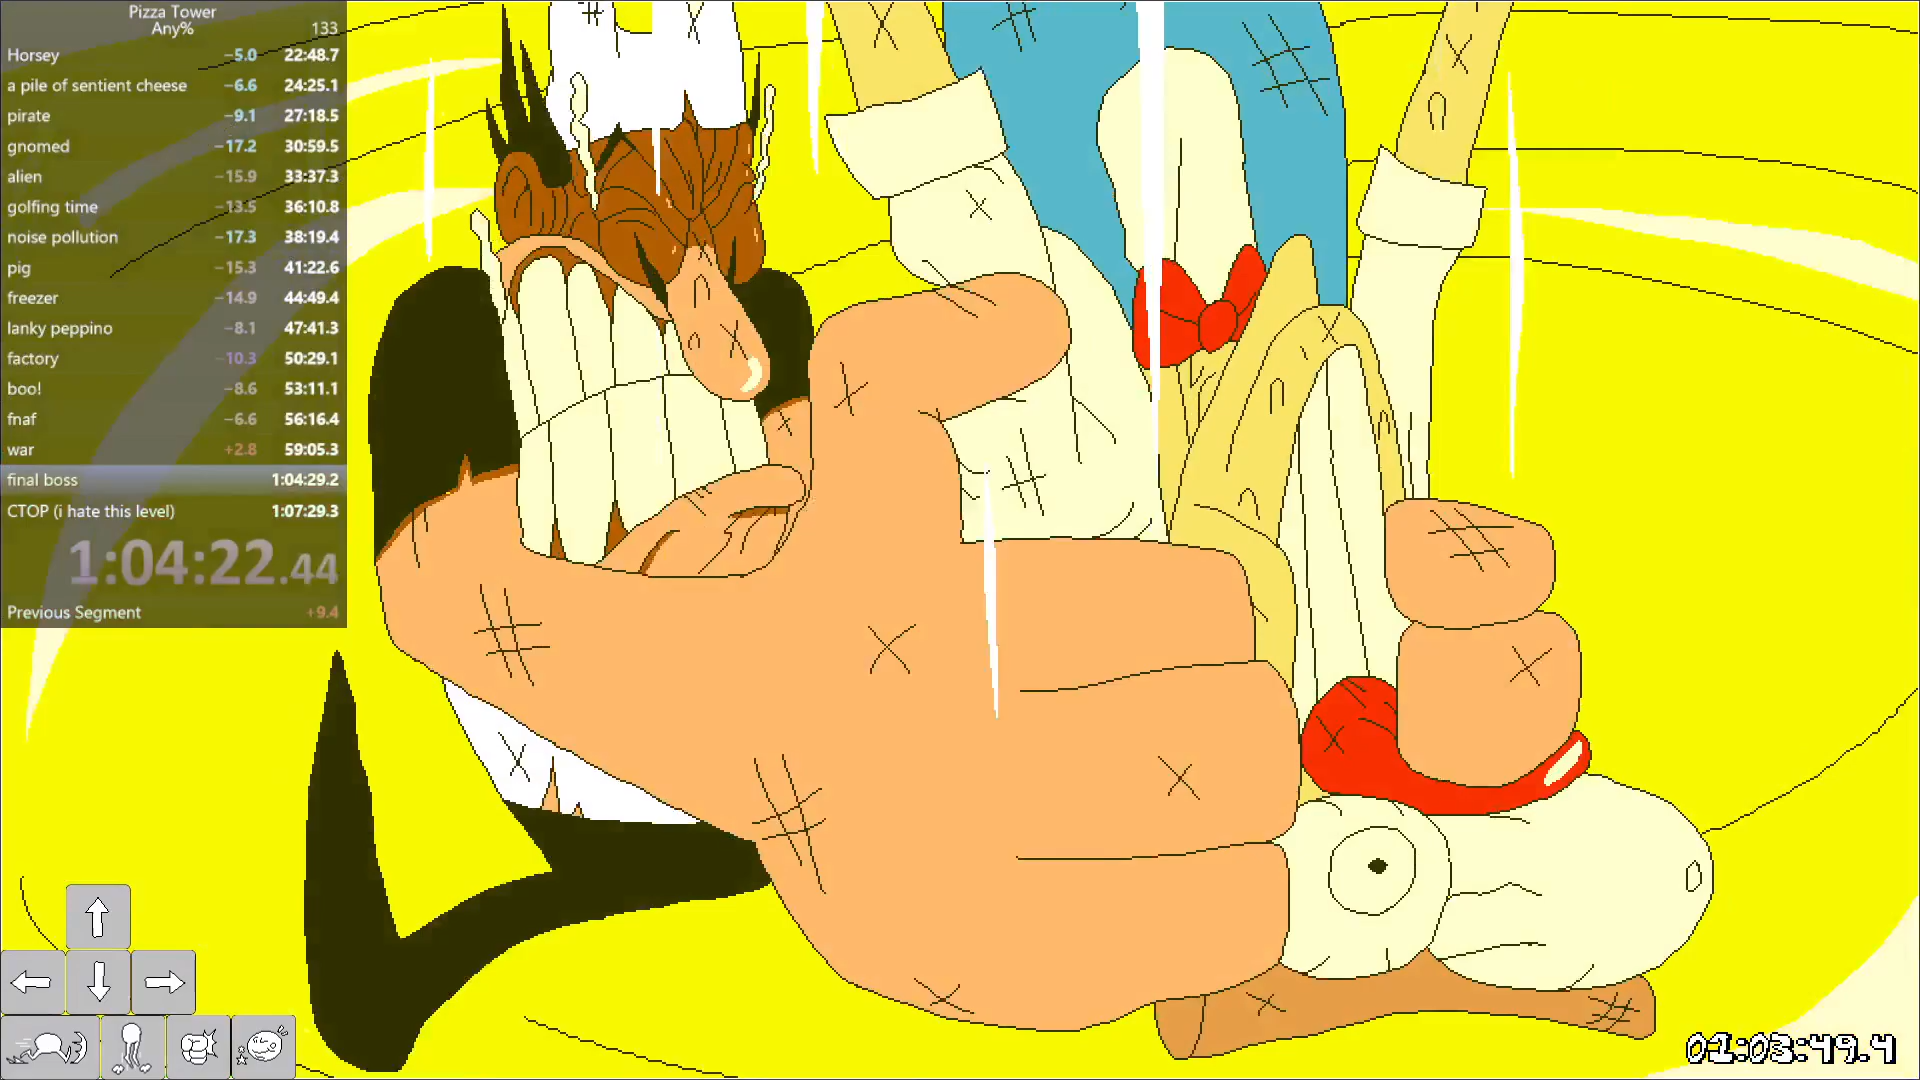 Pizza Tower
Any% 133
Horsey −5.0 22:48.7
a pile of sentient cheese −6.6 24:25.1
pirate −9.1 27:18.5
gnomed −17.2 30:59.5
alien −15.9 33:37.3
golfing time −13.5 36:10.8
noise pollution −17.3 38:19.4
pig −15.3 41:22.6
freezer −14.9 44:49.4
lanky peppino −8.1 47:41.3
factory −10.3 50:29.1
boo! −8.6 53:11.1
fnaf −6.6 56:16.4
war +2.8 59:05.3
final boss 1:04:29.2
CTOP (i hate this level) 1:07:29.3
1:04:22.44
Previous Segment +9.4
01:03:49.4